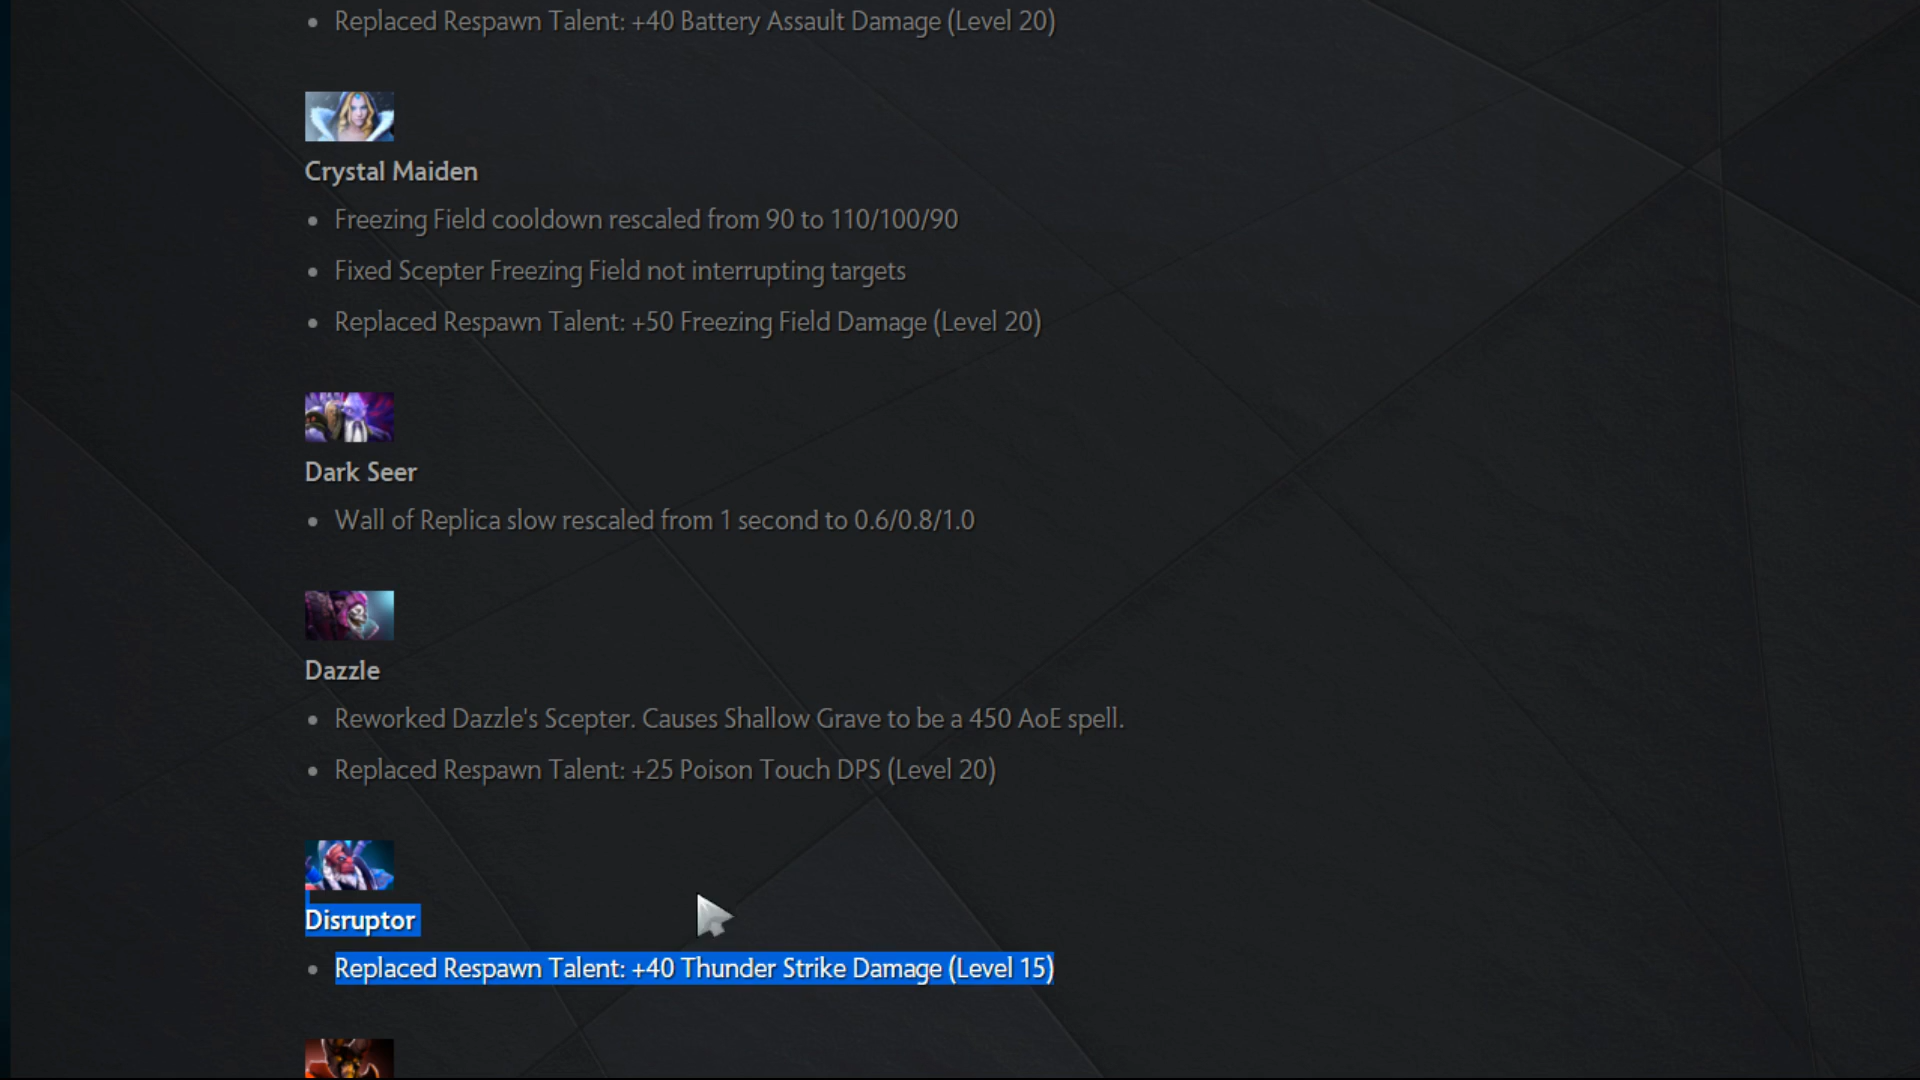 Replaced Respawn Talent: +40 Battery Assault Damage (Level 20)
Crystal Maiden
Freezing Field cooldown rescaled from 90 to 110/100/90
Fixed Scepter Freezing Field not interrupting targets
Replaced Respawn Talent: +50 Freezing Field Damage (Level 20)
Dark Seer
Wall of Replica slow rescaled from 1 second to 0.6/0.8/1.0
Dazzle
Reworked Dazzle's Scepter. Causes Shallow Grave to be a 450 AoE spell.
Replaced Respawn Talent: +25 Poison Touch DPS (Level 20)
Disruptor
Replaced Respawn Talent: +40 Thunder Strike Damage (Level 15)